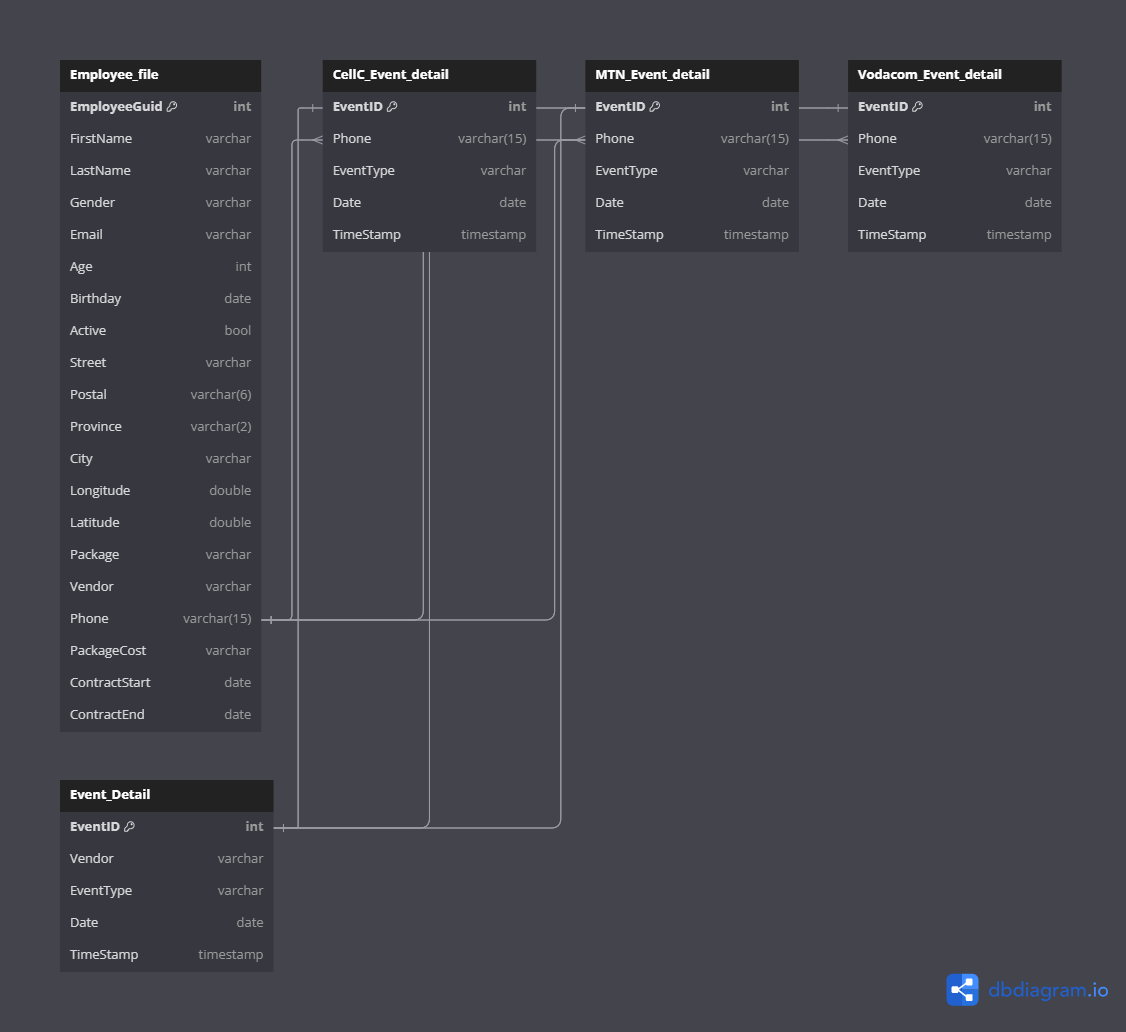 Employee_file
EmployeeGuid int
FirstName varchar
LastName varchar
Gender varchar
Email varchar
Age int
Birthday date
Active bool
Street varchar
Postal varchar(6)
Province varchar(2)
City varchar
Longitude double
Latitude double
Package varchar
Vendor varchar
Phone varchar(15)
PackageCost varchar
ContractStart date
ContractEnd date
CellC_Event_detail
EventID int
Phone varchar(15)
EventType varchar
Date date
TimeStamp timestamp
MTN_Event_detail
EventID int
Phone varchar(15)
EventType varchar
Date date
TimeStamp timestamp
Vodacom_Event_detail
EventID int
Phone varchar(15)
EventType varchar
Date date
TimeStamp timestamp
Event_Detail
EventID int
Vendor varchar
EventType varchar
Date date
TimeStamp timestamp
dbdiagram.io